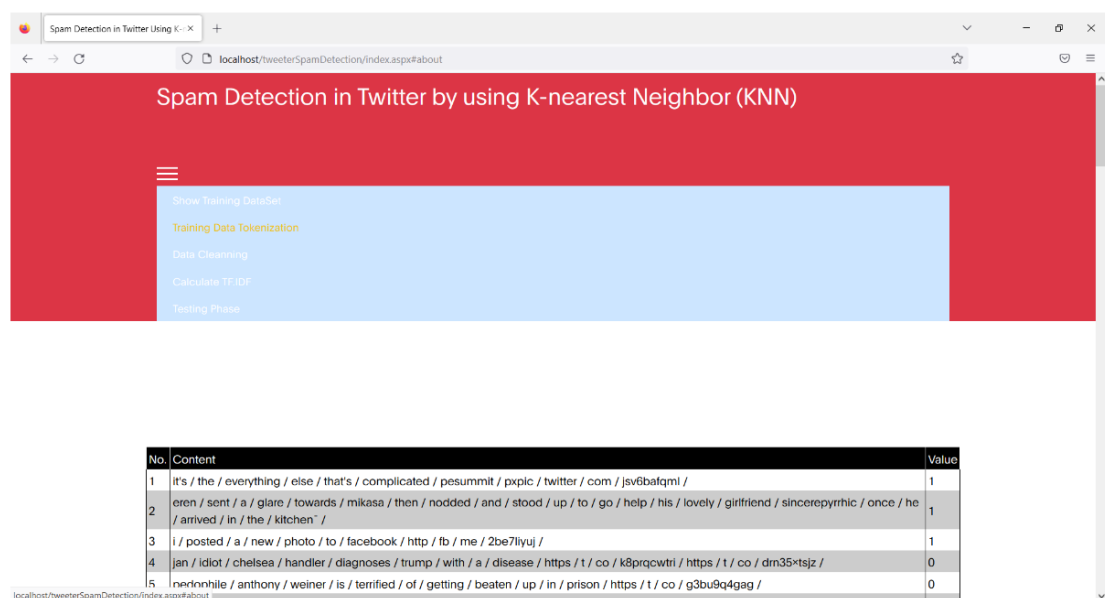 Spam Detection in Twitter Using K-
localhost/tweeterSpamDetection/index.aspx#about
Spam Detection in Twitter by using K-nearest Neighbor (KNN)
Show Training DataSet
Training Data Tokenization
Data Cleanning
Calculate TF.IDF
Testing Phase
No. Content Value
1 it's / the / everything / else / that's / complicated / pesummit / pxpic / twitter / com / jsv6bafqml / 1
2 eren / sent / a / glare / towards / mikasa / then / nodded / and / stood / up / to / go / help / his / lovely / girlfriend / sincerepyrrhic / once / he 1
/ arrived / in / the / kitchen˜ /
3 i / posted / a / new / photo / to / facebook / http / fb / me / 2be7liyuj / 1
4 jan / idiot / chelsea / handler / diagnoses / trump / with / a / disease / https / t / co / k8prqcwtri / https / t / co / drn35×tsjz / 0
5 pedophile / anthony / weiner / is / terrified / of / getting / beaten / up / in / prison / https / t / co / g3bu9q4gag / 0
localhost/tweeterSpamDetection/index.aspx#about